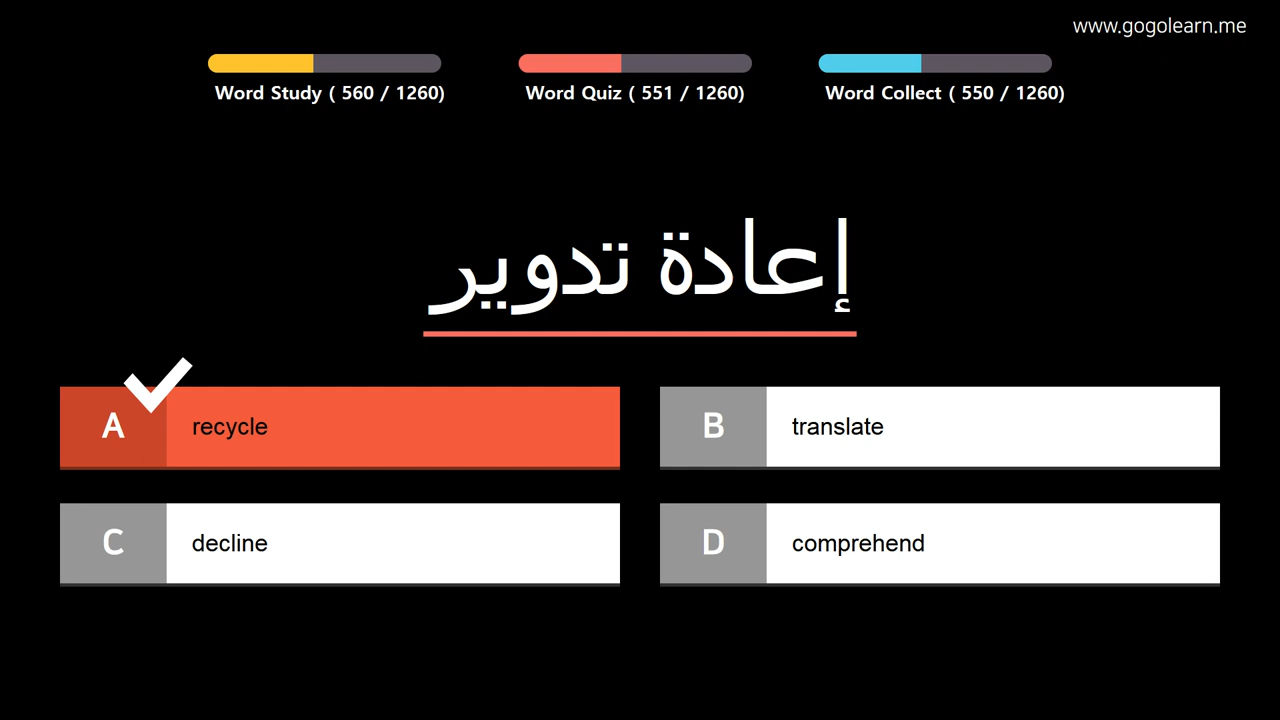 www.gogolearn.me
Word Study ( 560 / 1260)
Word Quiz ( 551 / 1260)
Word Collect ( 550 / 1260)
إعادة تدوير
A recycle
B translate
C decline
D comprehend